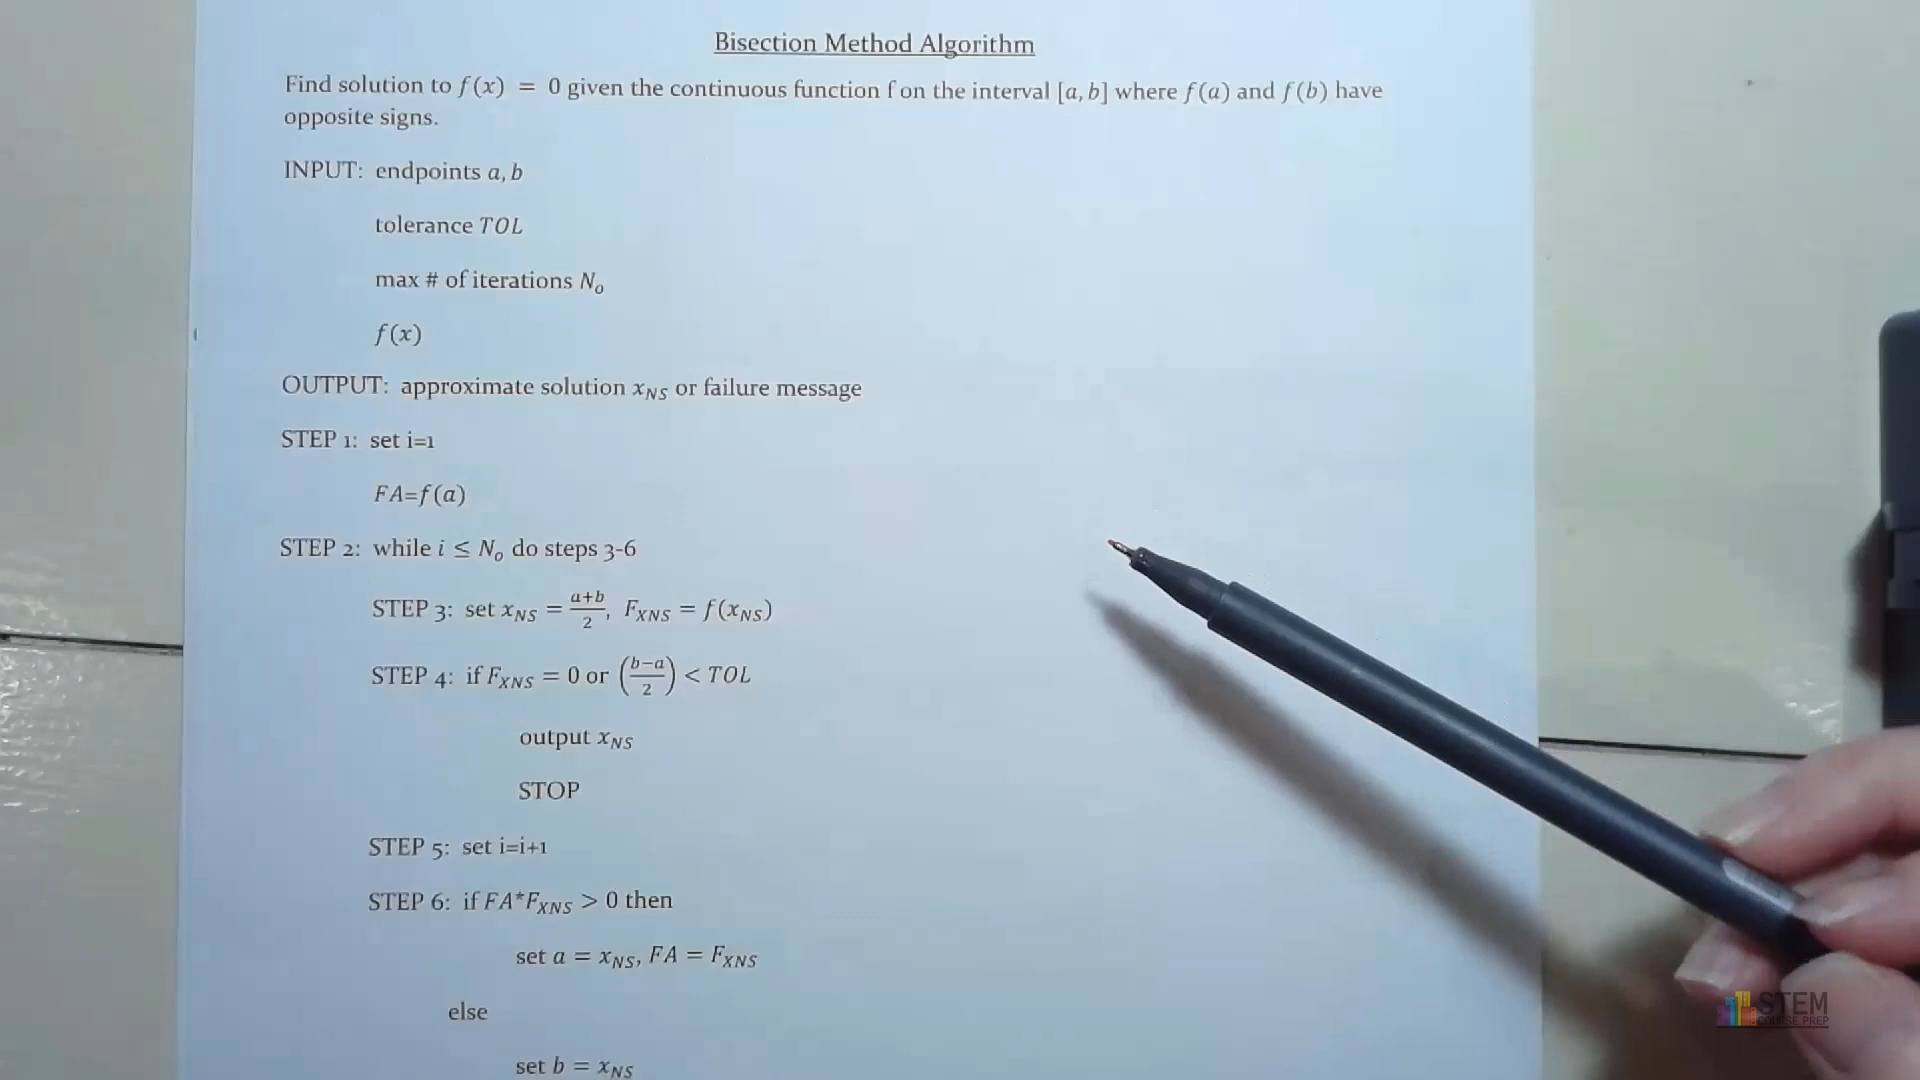 Bisection Method Algorithm
Find solution to f(x) = 0 given the continuous function f on the interval [a, b] where f(a) and f(b) have
opposite signs.
INPUT: endpoints a, b
tolerance TOL
max # of iterations Nₒ
f(x)
OUTPUT: approximate solution x_NS or failure message
STEP 1: set i=1
FA=f(a)
STEP 2: while i ≤ Nₒ do steps 3-6
STEP 3: set x_NS = (a+b)/2, F_XNS = f(x_NS)
STEP 4: if F_XNS = 0 or ((b−a)/2) < TOL
output x_NS
STOP
STEP 5: set i=i+1
STEP 6: if FA*F_XNS > 0 then
set a = x_NS, FA = F_XNS
else
set b = x_NS
STEM
COURSE PREP